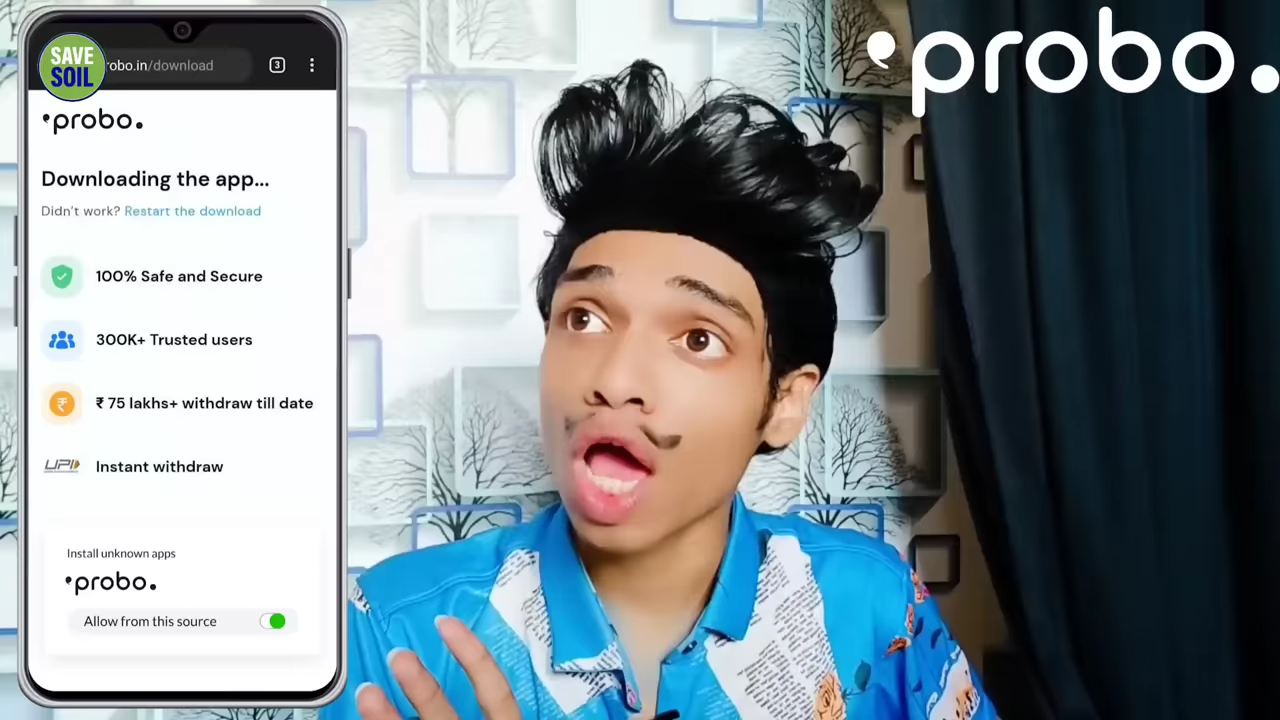 SAVE
SOIL
robo.in/download
3
probo.
Downloading the app...
Didn't work? Restart the download
100% Safe and Secure
300K+ Trusted users
₹ 75 lakhs+ withdraw till date
UPI
Instant withdraw
Install unknown apps
probo.
Allow from this source
probo.